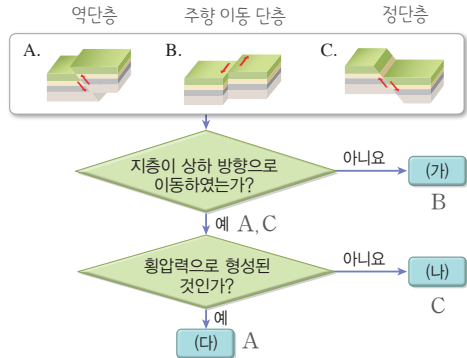 역단층 주향 이동 단층 정단층
A. B. C.
지층이 상하 방향으로
이동하였는가?
아니요
(가)
B
예 A, C
횡압력으로 형성된
것인가?
아니요
(나)
C
예
(다) A